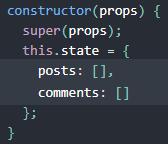 constructor(props) {
  super(props);
  this.state = {
    posts: [],
    comments: []
  };
}